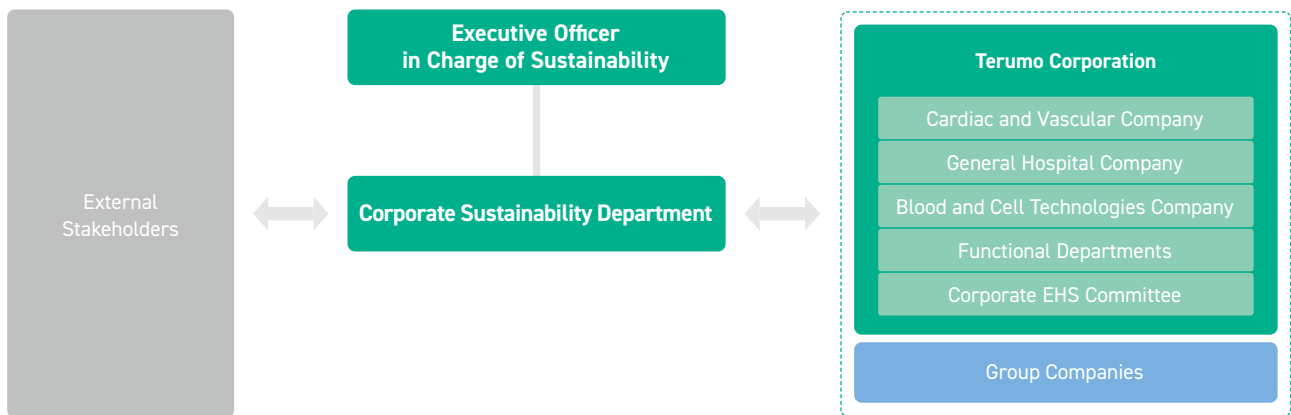 External
Stakeholders
Executive Officer
in Charge of Sustainability
Corporate Sustainability Department
Terumo Corporation
Cardiac and Vascular Company
General Hospital Company
Blood and Cell Technologies Company
Functional Departments
Corporate EHS Committee
Group Companies